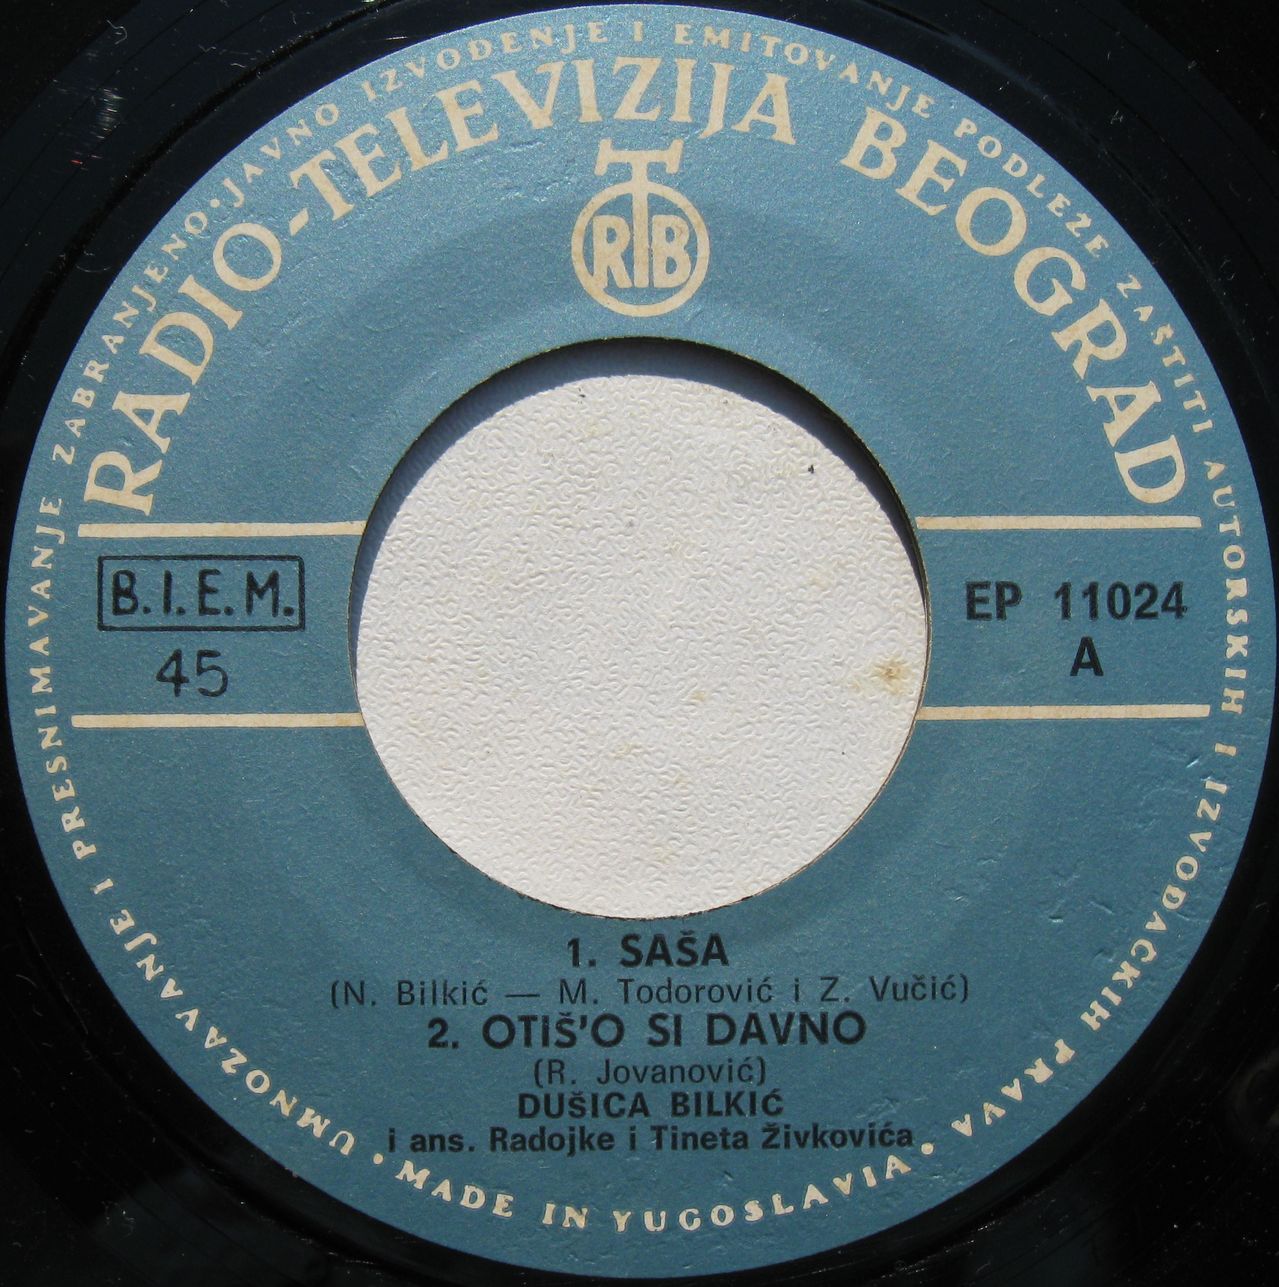 UMNOZAVANJE I PRESNIMAVANJE ZABRANJENO • JAVNO IZVOĐENJE I EMITOVANJE PODLEŽE ZAŠTITI AUTORSKIH I IZVOĐAČKIH PRAVA •
RADIO-TELEVIZIJA BEOGRAD
RTB
B.I.E.M.
45
EP 11024
A
1. SAŠA
(N. Bilkić — M. Todorović i Z. Vučić)
2. OTIŠ'O SI DAVNO
(R. Jovanović)
DUŠICA BILKIĆ
i ans. Radojke i Tineta Živkovića
• MADE IN YUGOSLAVIA •